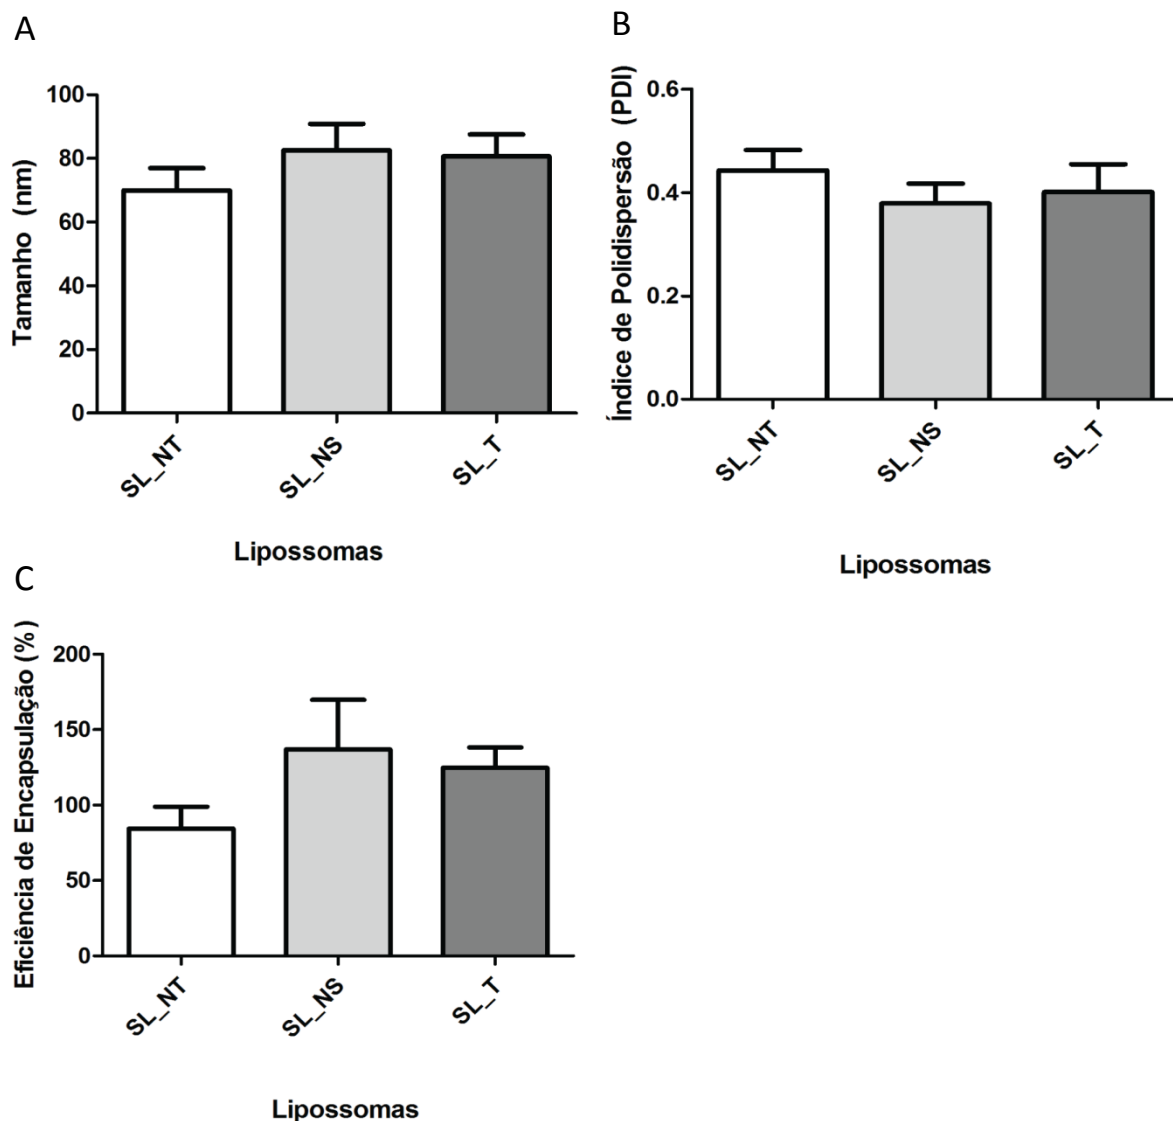 A
Tamanho (nm)
100
80
60
40
20
0
SL_NT
SL_NS
SL_T
Lipossomas
B
Índice de Polidispersão (PDI)
0.6
0.4
0.2
0.0
SL_NT
SL_NS
SL_T
Lipossomas
C
Eficiência de Encapsulação (%)
200
150
100
50
0
SL_NT
SL_NS
SL_T
Lipossomas